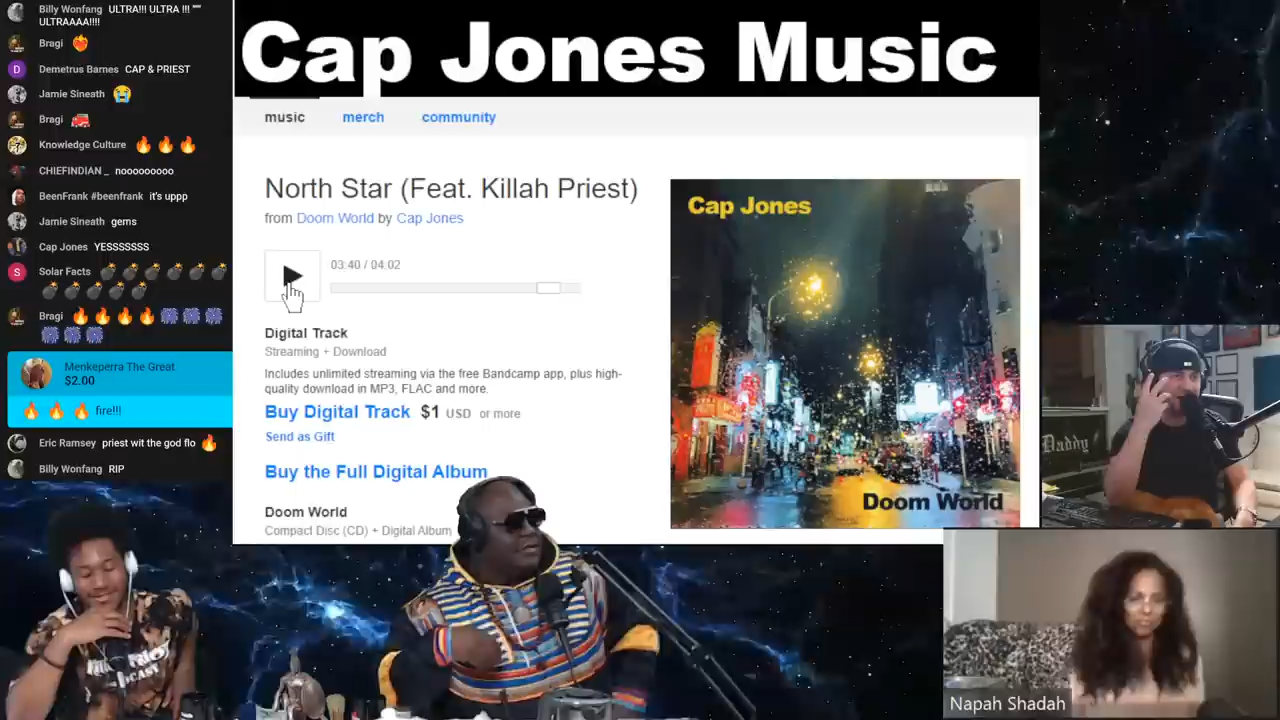 Billy Wonfang ULTRA!!! ULTRA !!! """
ULTRAAAA!!!!
Bragi ❤️‍🔥
Demetrus Barnes CAP & PRIEST
Jamie Sineath 😭
Bragi 🚒
Knowledge Culture 🔥 🔥 🔥
CHIEFINDIAN _ nooooooooo
BeenFrank #beenfrank it's uppp
Jamie Sineath gems
Cap Jones YESSSSSSS
S Solar Facts 💣 💣 💣 💣 💣 💣
💣 💣 💣 💣 💣
Bragi 🔥 🔥 🔥 🔥 🎆 🎆 🎆
🎆 🎆 🎆
Menkeperra The Great
$2.00
🔥 🔥 🔥 fire!!!
Eric Ramsey priest wit the god flo 🔥
Billy Wonfang RIP
Cap Jones Music
music merch community
North Star (Feat. Killah Priest)
from Doom World by Cap Jones
03:40 / 04:02
Digital Track
Streaming + Download
Includes unlimited streaming via the free Bandcamp app, plus high-
quality download in MP3, FLAC and more.
Buy Digital Track $1 USD or more
Send as Gift
Buy the Full Digital Album
Doom World
Compact Disc (CD) + Digital Album
Cap Jones
Doom World
Daddy
Napah Shadah